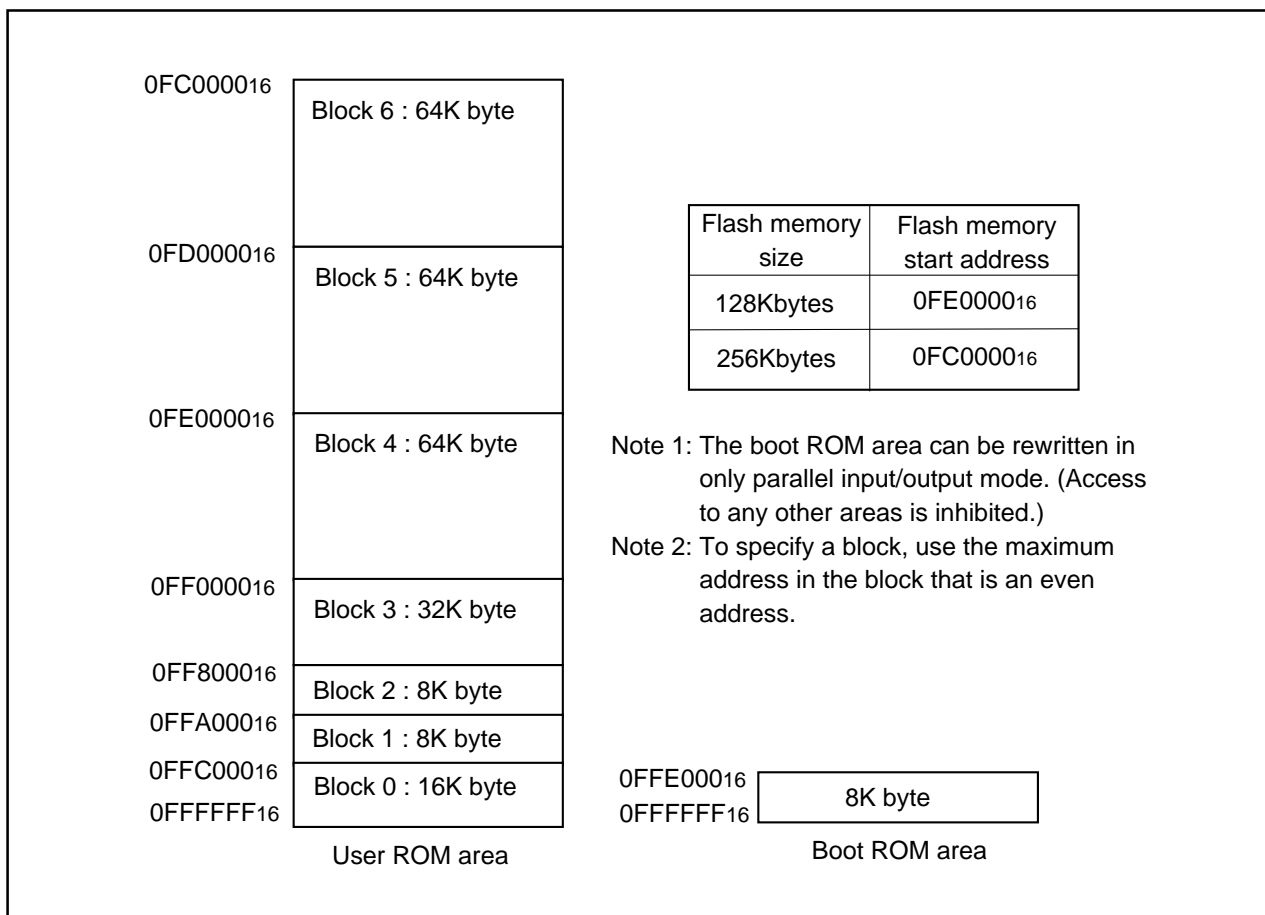 0FC000016
Block 6 : 64K byte
0FD000016
Block 5 : 64K byte
0FE000016
Block 4 : 64K byte
0FF000016
Block 3 : 32K byte
0FF800016
Block 2 : 8K byte
0FFA00016
Block 1 : 8K byte
0FFC00016
Block 0 : 16K byte
0FFFFFF16
User ROM area
Flash memory size
Flash memory start address
128Kbytes
0FE000016
256Kbytes
0FC000016
Note 1: The boot ROM area can be rewritten in
only parallel input/output mode. (Access
to any other areas is inhibited.)
Note 2: To specify a block, use the maximum
address in the block that is an even
address.
0FFE00016
0FFFFFF16
8K byte
Boot ROM area